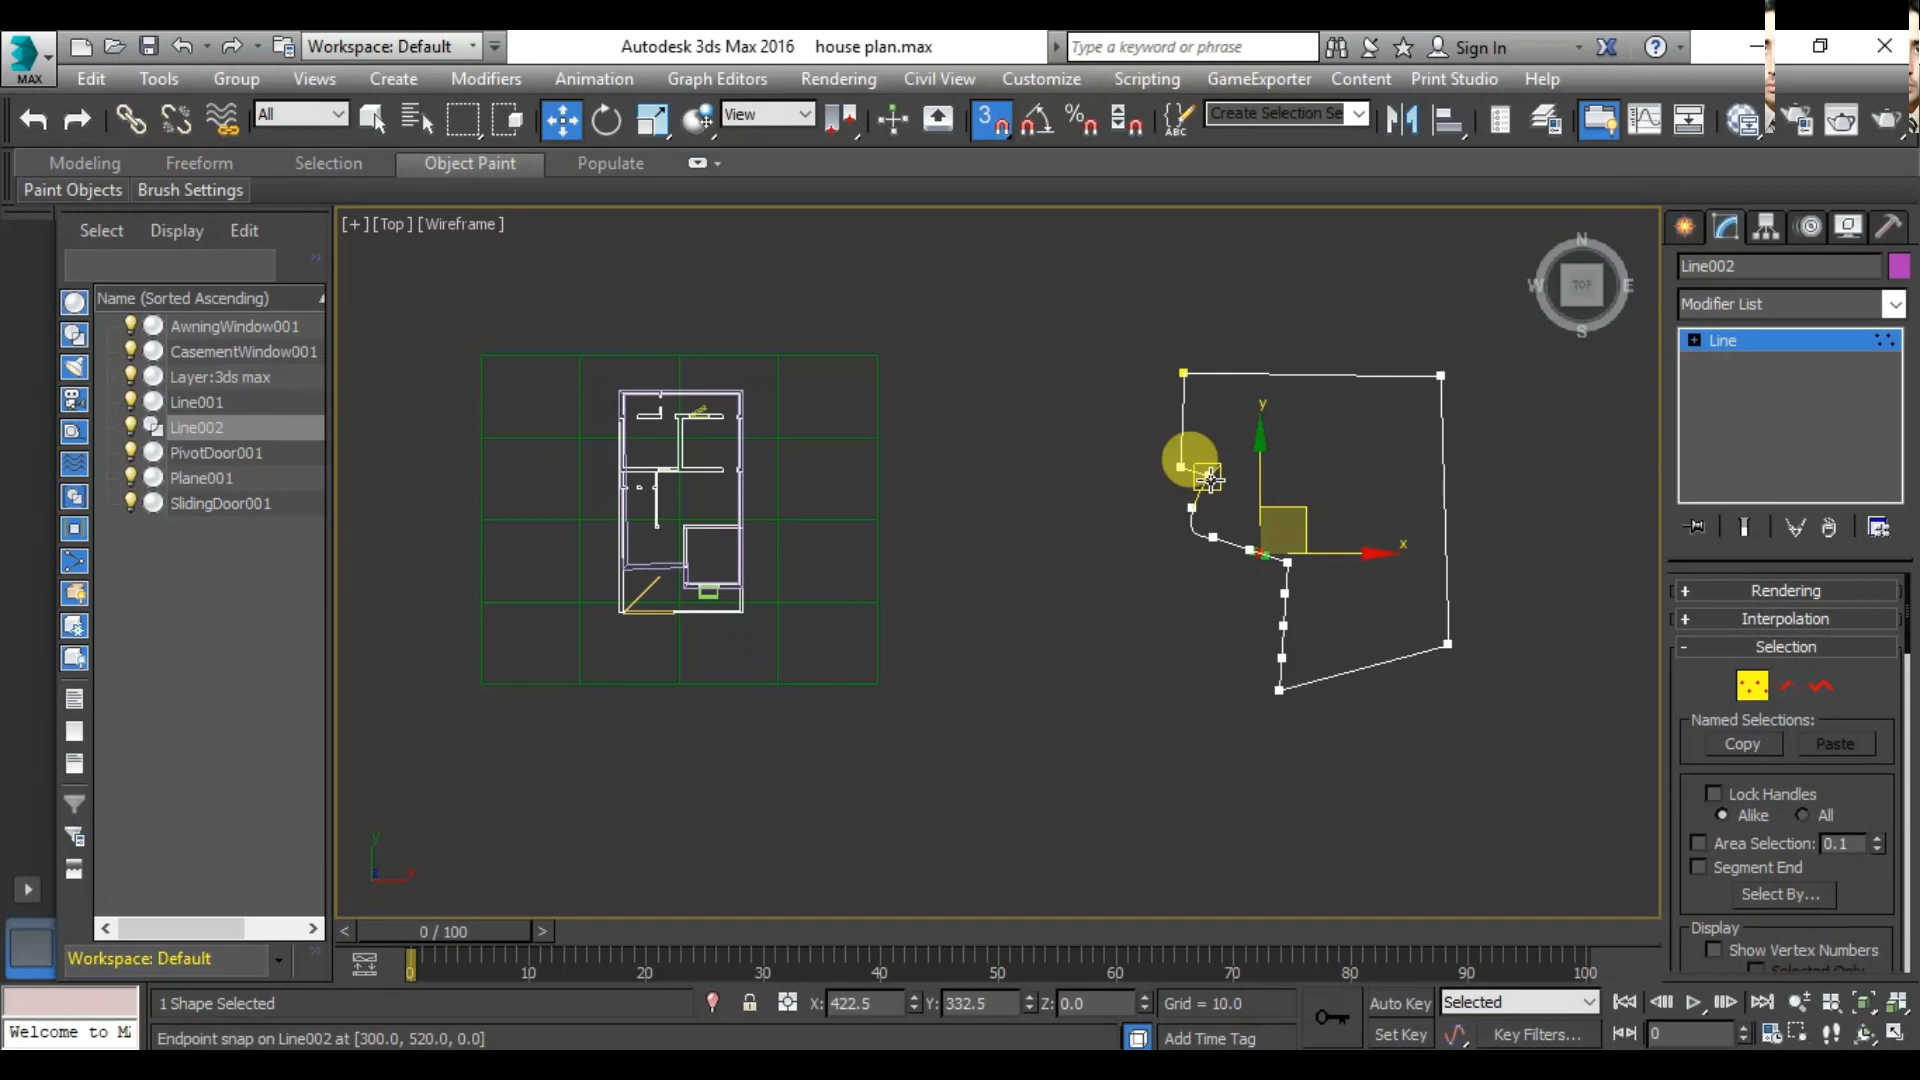 Workspace: Default
Autodesk 3ds Max 2016 house plan.max
Type a keyword or phrase
Sign In
MAX
Edit Tools Group Views Create Modifiers Animation Graph Editors Rendering Civil View Customize Scripting GameExporter Content Print Studio Help
All
View
3
ABC
Create Selection Se
Modeling Freeform Selection Object Paint Populate
Paint Objects Brush Settings
Select Display Edit
Name (Sorted Ascending)
AwningWindow001
CasementWindow001
Layer:3ds max
Line001
Line002
PivotDoor001
Plane001
SlidingDoor001
[+] [Top] [Wireframe]
N
W TOP E
S
y
x
y
z x
Line002
Modifier List
Line
+ Rendering
+ Interpolation
- Selection
Named Selections:
Copy Paste
Lock Handles
Alike All
Area Selection: 0.1
Segment End
Select By...
Display
Show Vertex Numbers
Selected Only
< 0 / 100 >
Workspace: Default
0 10 20 30 40 50 60 70 80 90 100
1 Shape Selected
X: 422.5 Y: 332.5 Z: 0.0
Grid = 10.0
Auto Key Selected
Welcome to M
Endpoint snap on Line002 at [300.0, 520.0, 0.0]
Add Time Tag
Set Key Key Filters...
0